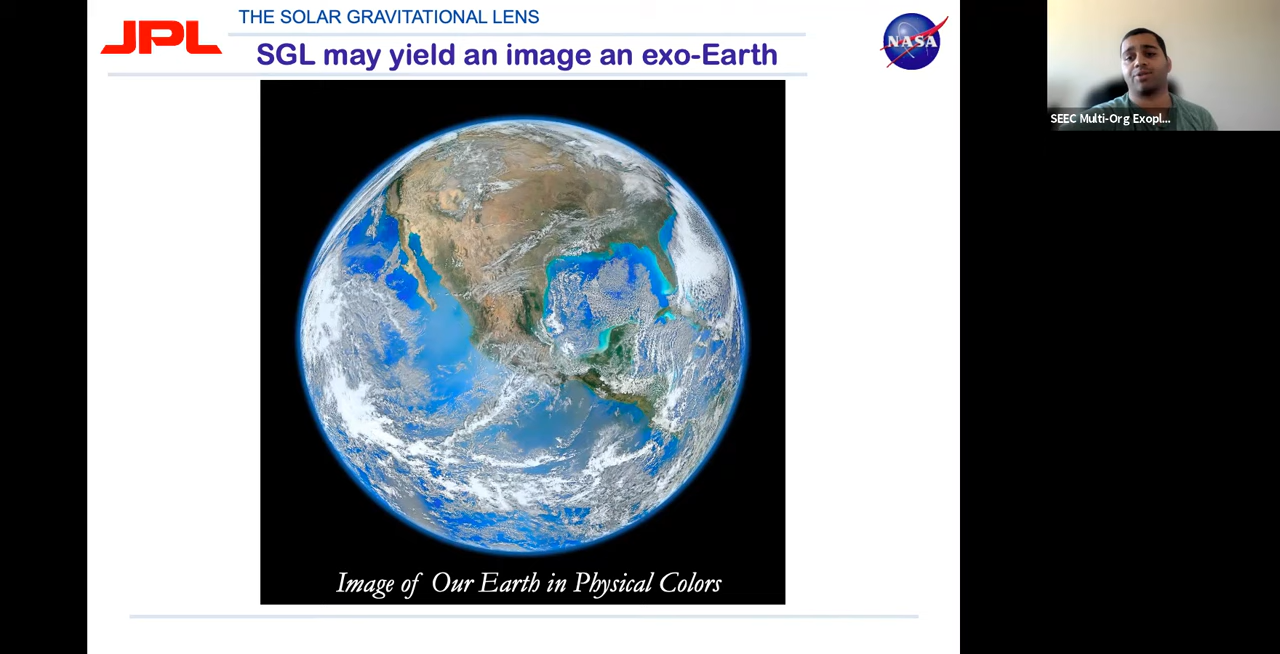 JPL
THE SOLAR GRAVITATIONAL LENS
SGL may yield an image an exo-Earth
NASA
SEEC Multi-Org Exopl...
Image of Our Earth in Physical Colors